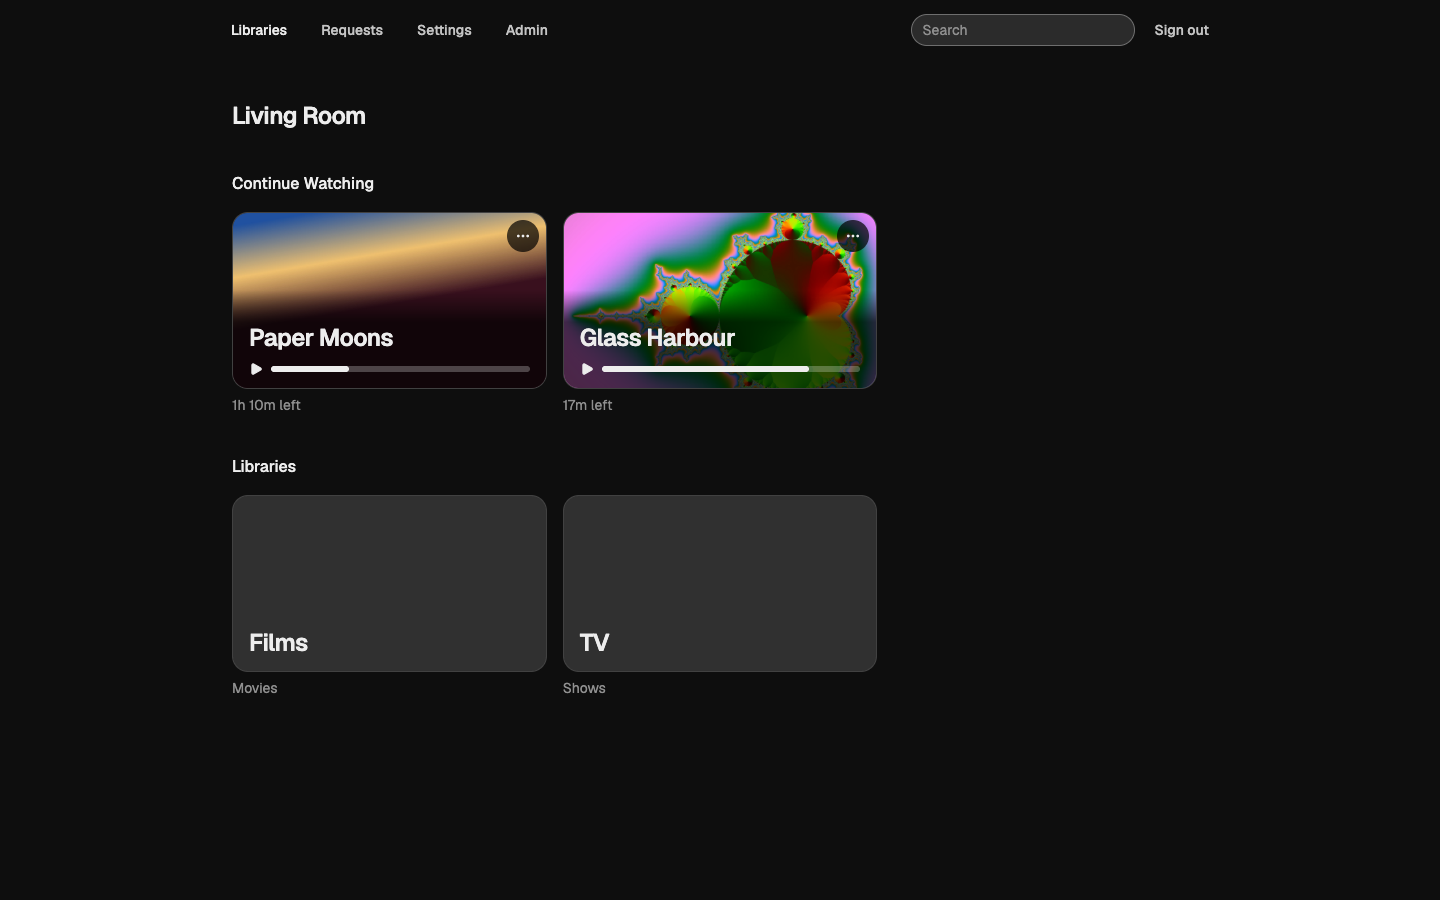 Libraries
Requests
Settings
Admin
Search
Sign out
Living Room
Continue Watching
Paper Moons
Glass Harbour
1h 10m left
17m left
Libraries
Films
TV
Movies
Shows